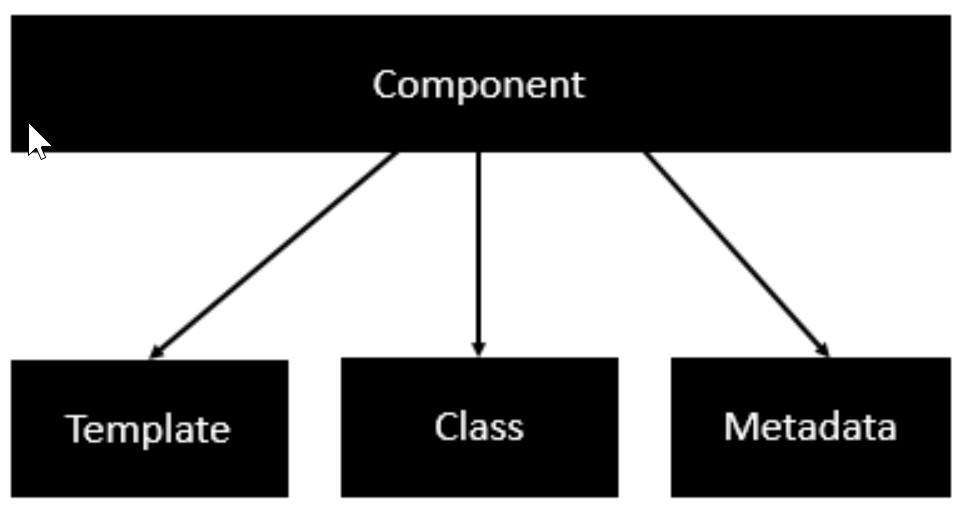 Component
Template
Class
Metadata